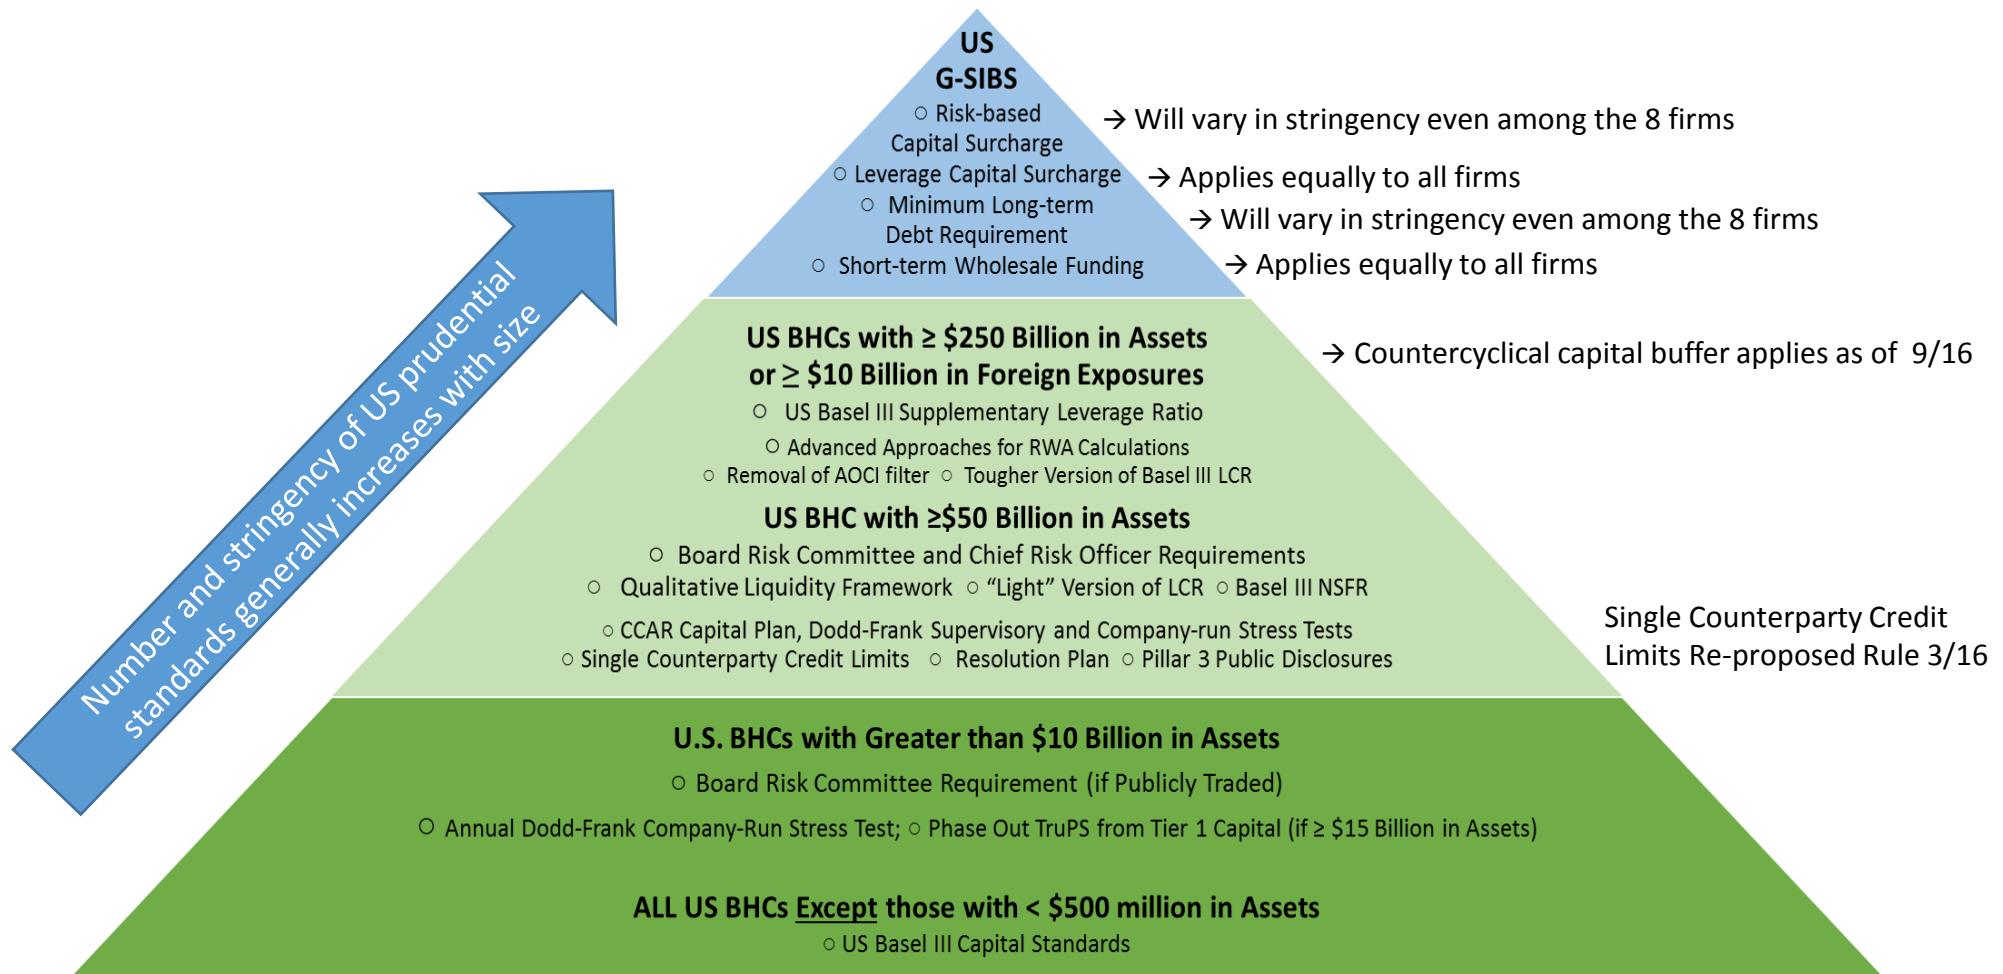 US
G-SIBS
○ Risk-based
Capital Surcharge
→ Will vary in stringency even among the 8 firms
○ Leverage Capital Surcharge
→ Applies equally to all firms
○ Minimum Long-term
Debt Requirement
→ Will vary in stringency even among the 8 firms
○ Short-term Wholesale Funding
→ Applies equally to all firms
Number and stringency of US prudential
standards generally increases with size
US BHCs with ≥ $250 Billion in Assets
or ≥ $10 Billion in Foreign Exposures
→ Countercyclical capital buffer applies as of 9/16
○ US Basel III Supplementary Leverage Ratio
○ Advanced Approaches for RWA Calculations
○ Removal of AOCI filter ○ Tougher Version of Basel III LCR
US BHC with ≥$50 Billion in Assets
○ Board Risk Committee and Chief Risk Officer Requirements
○ Qualitative Liquidity Framework ○ “Light” Version of LCR ○ Basel III NSFR
○ CCAR Capital Plan, Dodd-Frank Supervisory and Company-run Stress Tests
○ Single Counterparty Credit Limits ○ Resolution Plan ○ Pillar 3 Public Disclosures
Single Counterparty Credit
Limits Re-proposed Rule 3/16
U.S. BHCs with Greater than $10 Billion in Assets
○ Board Risk Committee Requirement (if Publicly Traded)
○ Annual Dodd-Frank Company-Run Stress Test; ○ Phase Out TruPS from Tier 1 Capital (if ≥ $15 Billion in Assets)
ALL US BHCs Except those with < $500 million in Assets
○ US Basel III Capital Standards